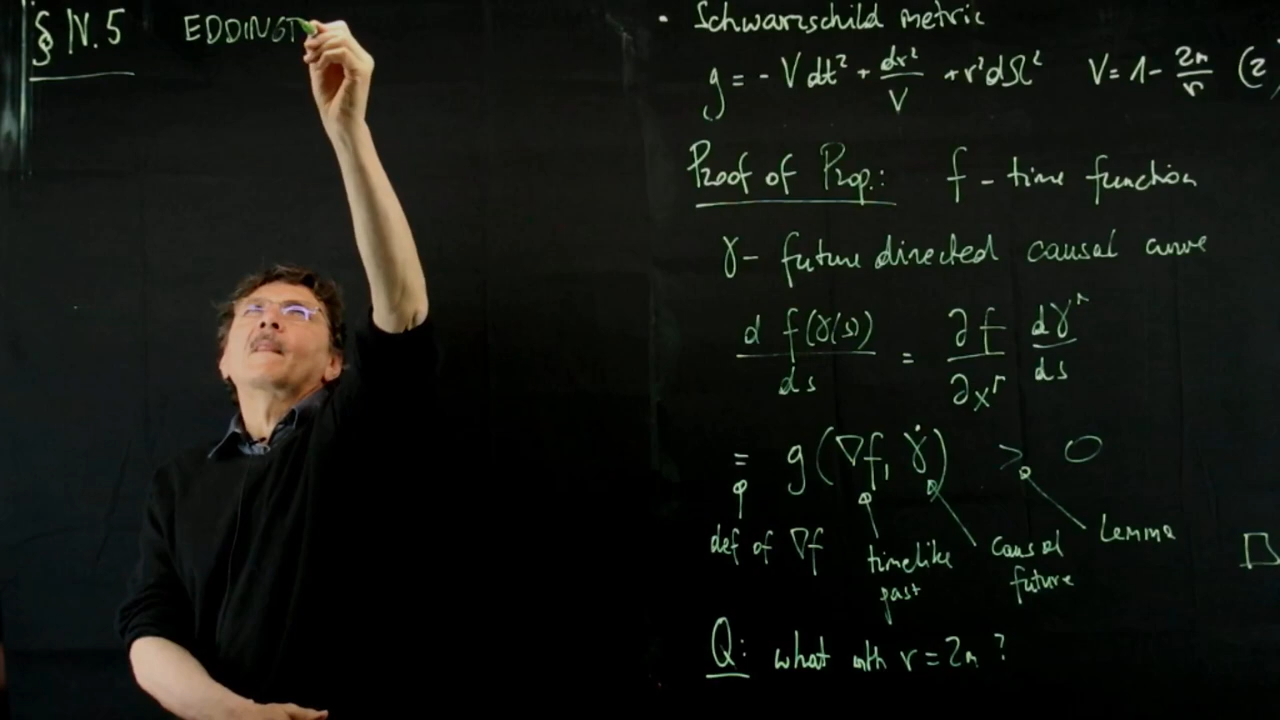 § IV.5 EDDINGT
• Schwarzschild metric
g = - V dt² + dr²/V + r² dΩ² V = 1 - 2m/r (2
Proof of Prop.: f - time function
γ - future directed causal curve
d f(γ(s))/ds = ∂f/∂x^μ dγ^μ/ds
= g(∇f, γ̇) > 0
def of ∇f timelike past causal future Lemma □
Q: what with r = 2m ?